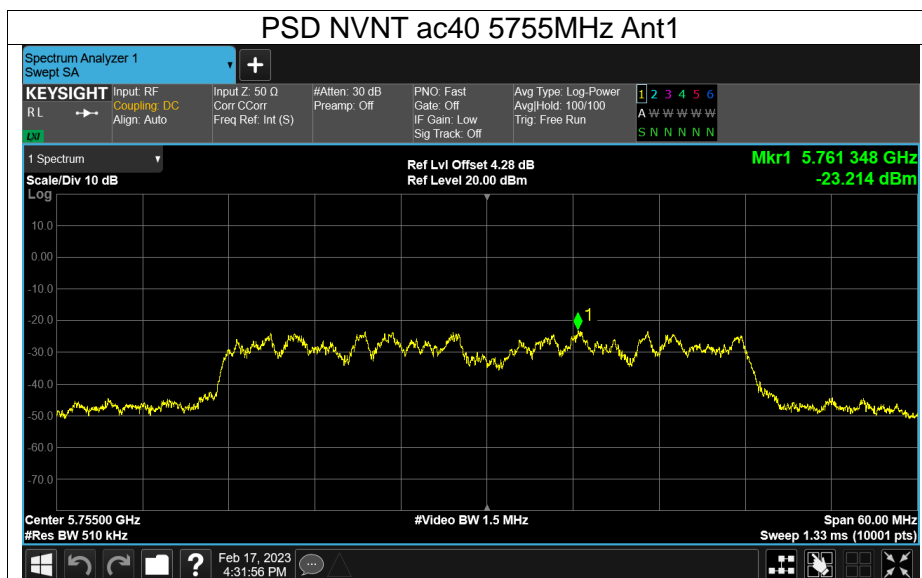 PSD NVNT ac40 5755MHz Ant1
Spectrum Analyzer 1
Swept SA
+
KEYSIGHT Input: RF Input Z: 50 Ω #Atten: 30 dB PNO: Fast Avg Type: Log-Power 1 2 3 4 5 6
RL Coupling: DC Corr CCorr Preamp: Off Gate: Off Avg|Hold: 100/100 A W W W W W
Align: Auto Freq Ref: Int (S) IF Gain: Low Trig: Free Run
LXI Sig Track: Off S N N N N N
1 Spectrum Ref Lvl Offset 4.28 dB Mkr1 5.761 348 GHz
Scale/Div 10 dB Ref Level 20.00 dBm -23.214 dBm
Log
10.0
0.00
-10.0
-20.0
1
-30.0
-40.0
-50.0
-60.0
-70.0
Center 5.75500 GHz #Video BW 1.5 MHz Span 60.00 MHz
#Res BW 510 kHz Sweep 1.33 ms (10001 pts)
? Feb 17, 2023
4:31:56 PM